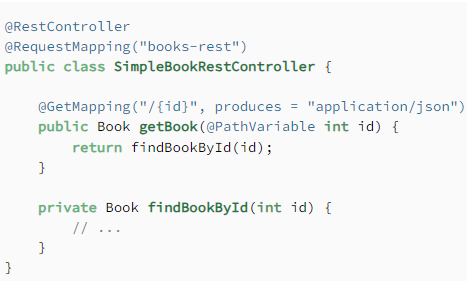 @RestController
@RequestMapping("books-rest")
public class SimpleBookRestController {
@GetMapping("/{id}", produces = "application/json")
public Book getBook(@PathVariable int id) {
return findBookById(id);
}
private Book findBookById(int id) {
// ...
}
}